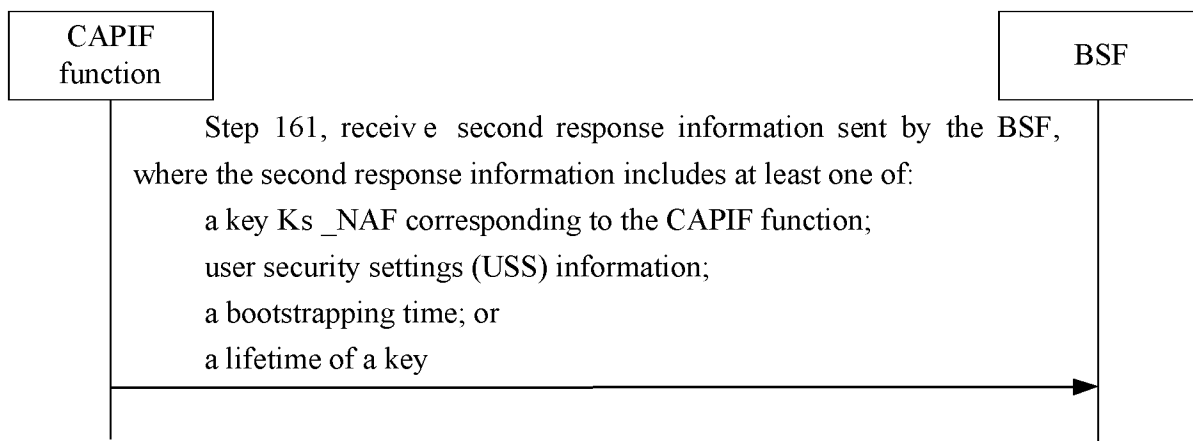 CAPIF
function
BSF
Step 161, receiv e second response information sent by the BSF,
where the second response information includes at least one of:
a key Ks _NAF corresponding to the CAPIF function;
user security settings (USS) information;
a bootstrapping time; or
a lifetime of a key